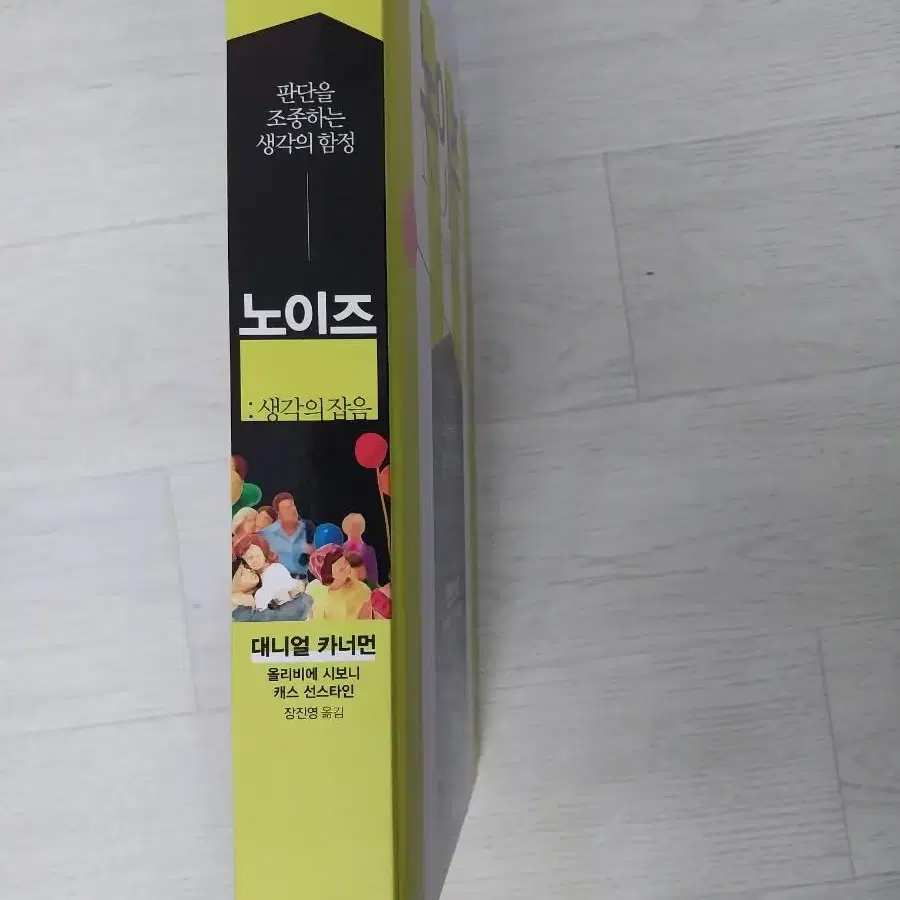 판단을
조종하는
생각의 함정
노이즈
: 생각의 잡음
대니얼 카너먼
올리비에 시보니
캐스 선스타인
장진영 옮김